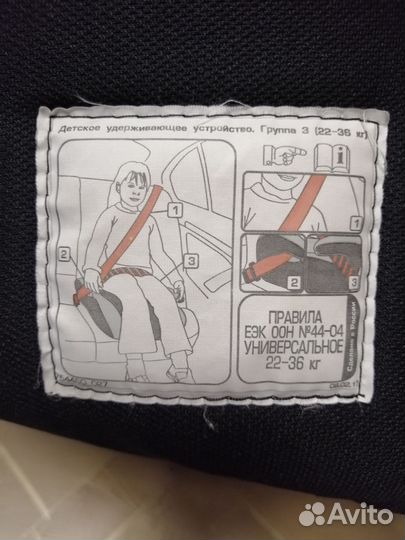 Детское удерживающее устройство. Группа 3 (22-36 кг)
1
1
2
3
2
3
ПРАВИЛА
ЕЭК ООН №44-04
УНИВЕРСАЛЬНОЕ
22-36 кг
Сделано в России
Avito